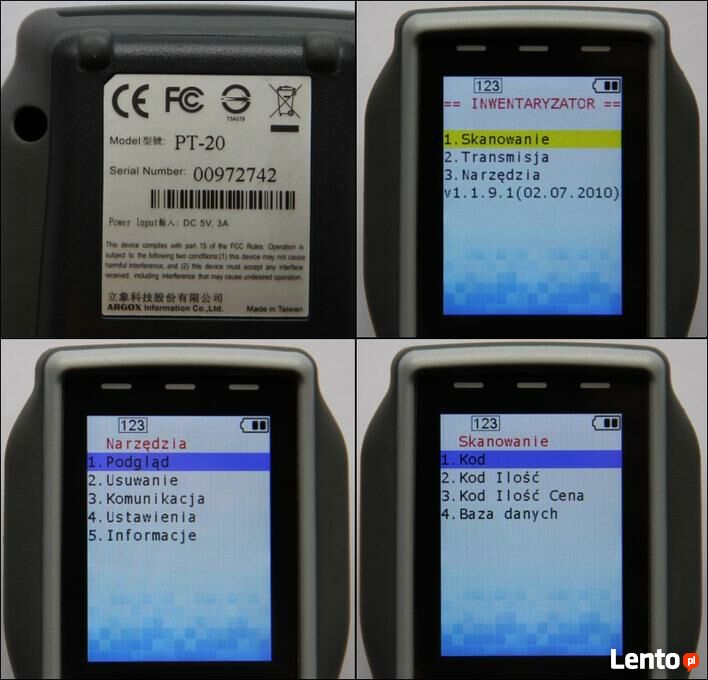 CE FC
T3A078
Model 型號: PT-20
Serial Number: 00972742
Power Input輸入: DC 5V, 3A
This device complies with part 15 of the FCC Rules. Operation is
subject to the following two conditions:(1) this device may not cause
harmful interference, and (2) this device must accept any interface
received, including interference that may cause undesired operation.
立象科技股份有限公司
ARGOX Information Co.,Ltd. Made in Taiwan
123
== INWENTARYZATOR ==
1.Skanowanie
2.Transmisja
3.Narzędzia
v1.1.9.1(02.07.2010)
123
Narzędzia
1.Podgląd
2.Usuwanie
3.Komunikacja
4.Ustawienia
5.Informacje
123
Skanowanie
1.Kod
2.Kod Ilość
3.Kod Ilość Cena
4.Baza danych
Lento pl